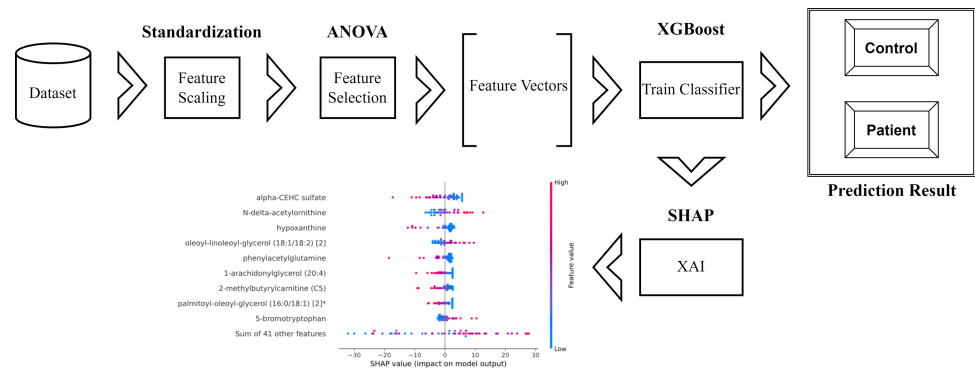 Standardization
ANOVA
XGBoost
Dataset
Feature
Scaling
Feature
Selection
Feature Vectors
Train Classifier
Control
Patient
Prediction Result
SHAP
XAI
High
alpha-CEHC sulfate
N-delta-acetylornithine
hypoxanthine
oleoyl-linoleoyl-glycerol (18:1/18:2) [2]
phenylacetylglutamine
1-arachidonylglycerol (20:4)
2-methylbutyrylcarnitine (C5)
palmitoyl-oleoyl-glycerol (16:0/18:1) [2]*
5-bromotryptophan
Sum of 41 other features
Feature value
Low
−30 −20 −10 0 10 20 30
SHAP value (impact on model output)